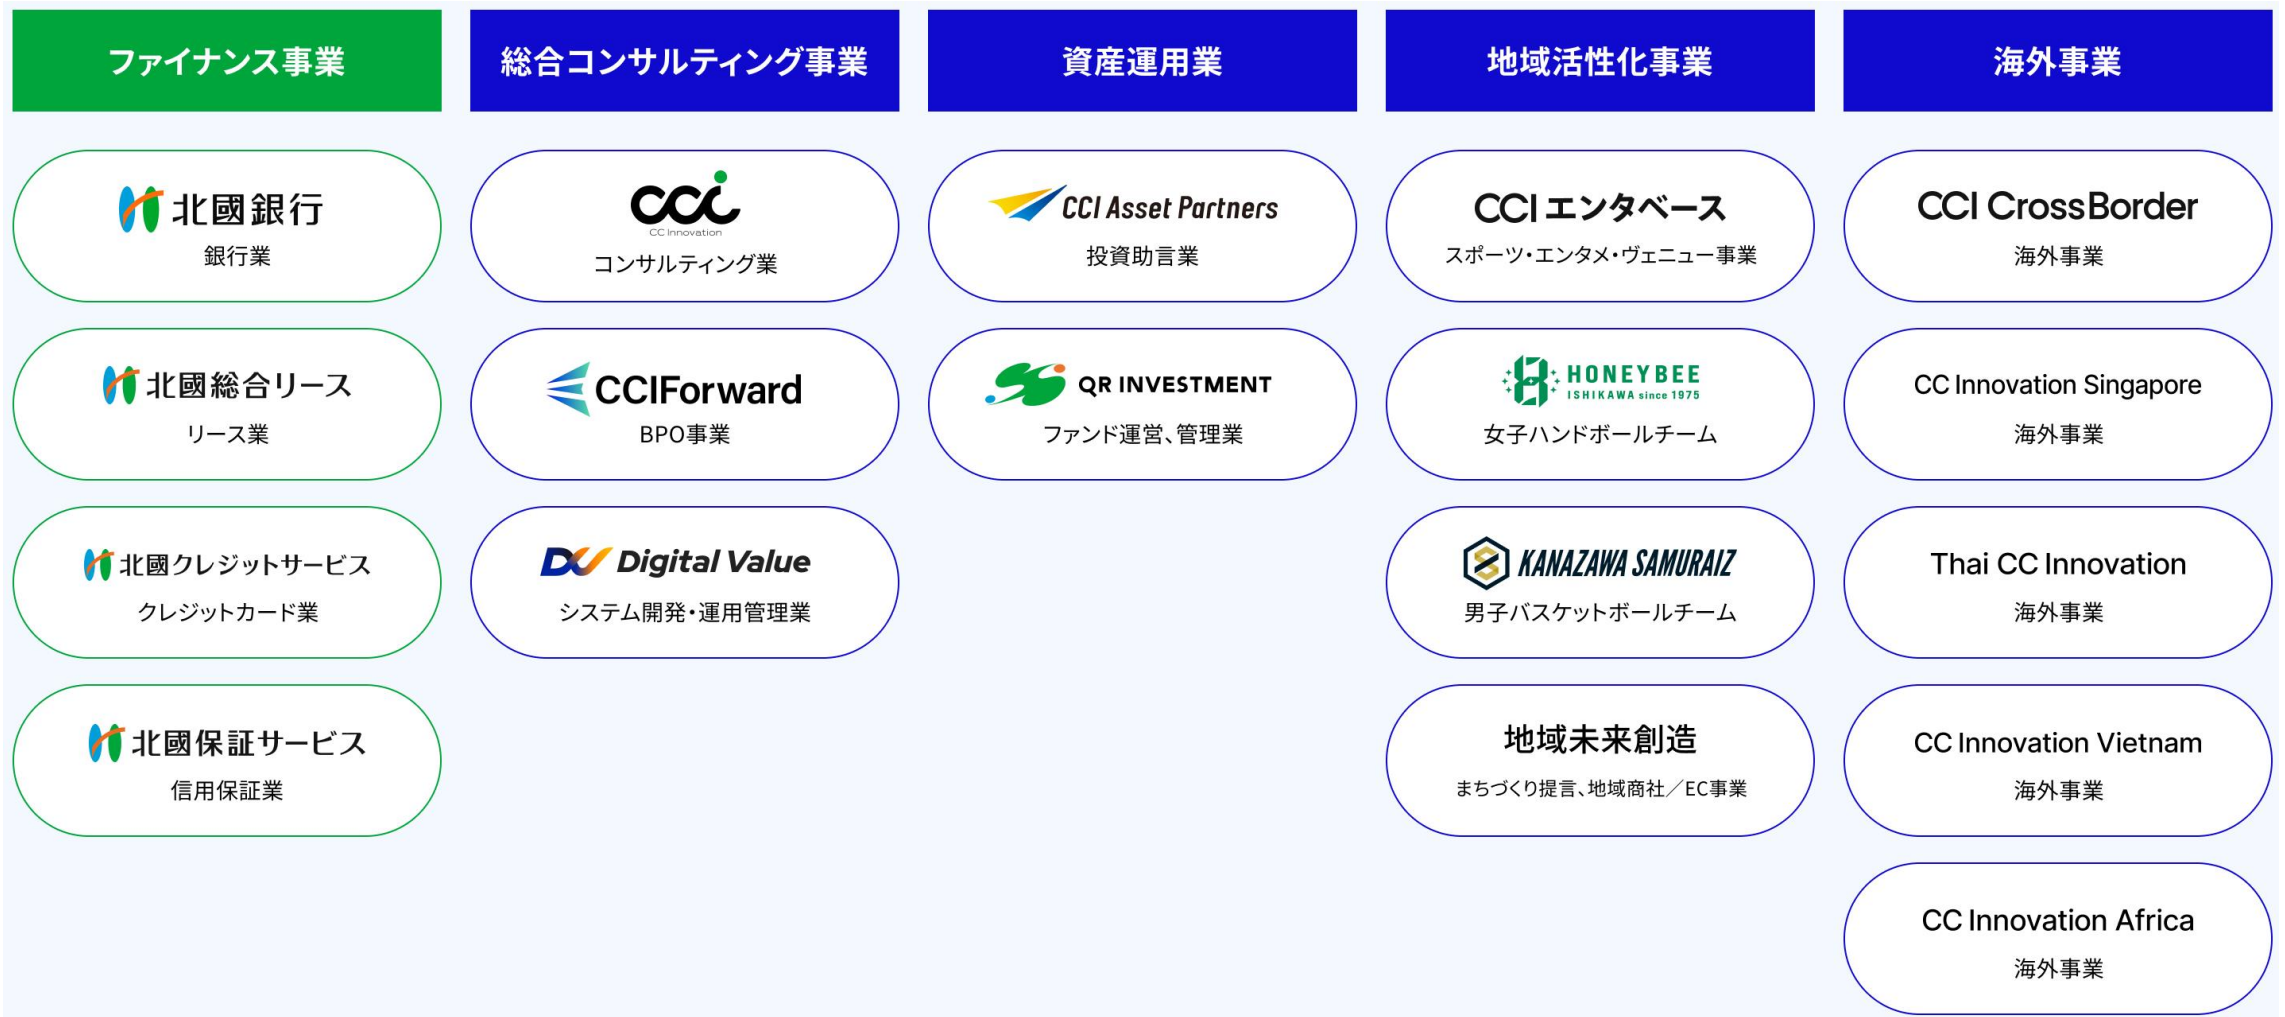 ファイナンス事業
北國銀行
銀行業
北國総合リース
リース業
北國クレジットサービス
クレジットカード業
北國保証サービス
信用保証業
総合コンサルティング事業
cci
CC Innovation
コンサルティング業
CCIForward
BPO事業
Digital Value
システム開発・運用管理業
資産運用業
CCI Asset Partners
投資助言業
QR INVESTMENT
ファンド運営、管理業
地域活性化事業
CCI エンタベース
スポーツ・エンタメ・ヴェニュー事業
HONEYBEE
ISHIKAWA since 1975
女子ハンドボールチーム
KANAZAWA SAMURAIZ
男子バスケットボールチーム
地域未来創造
まちづくり提言、地域商社／EC事業
海外事業
CCI CrossBorder
海外事業
CC Innovation Singapore
海外事業
Thai CC Innovation
海外事業
CC Innovation Vietnam
海外事業
CC Innovation Africa
海外事業